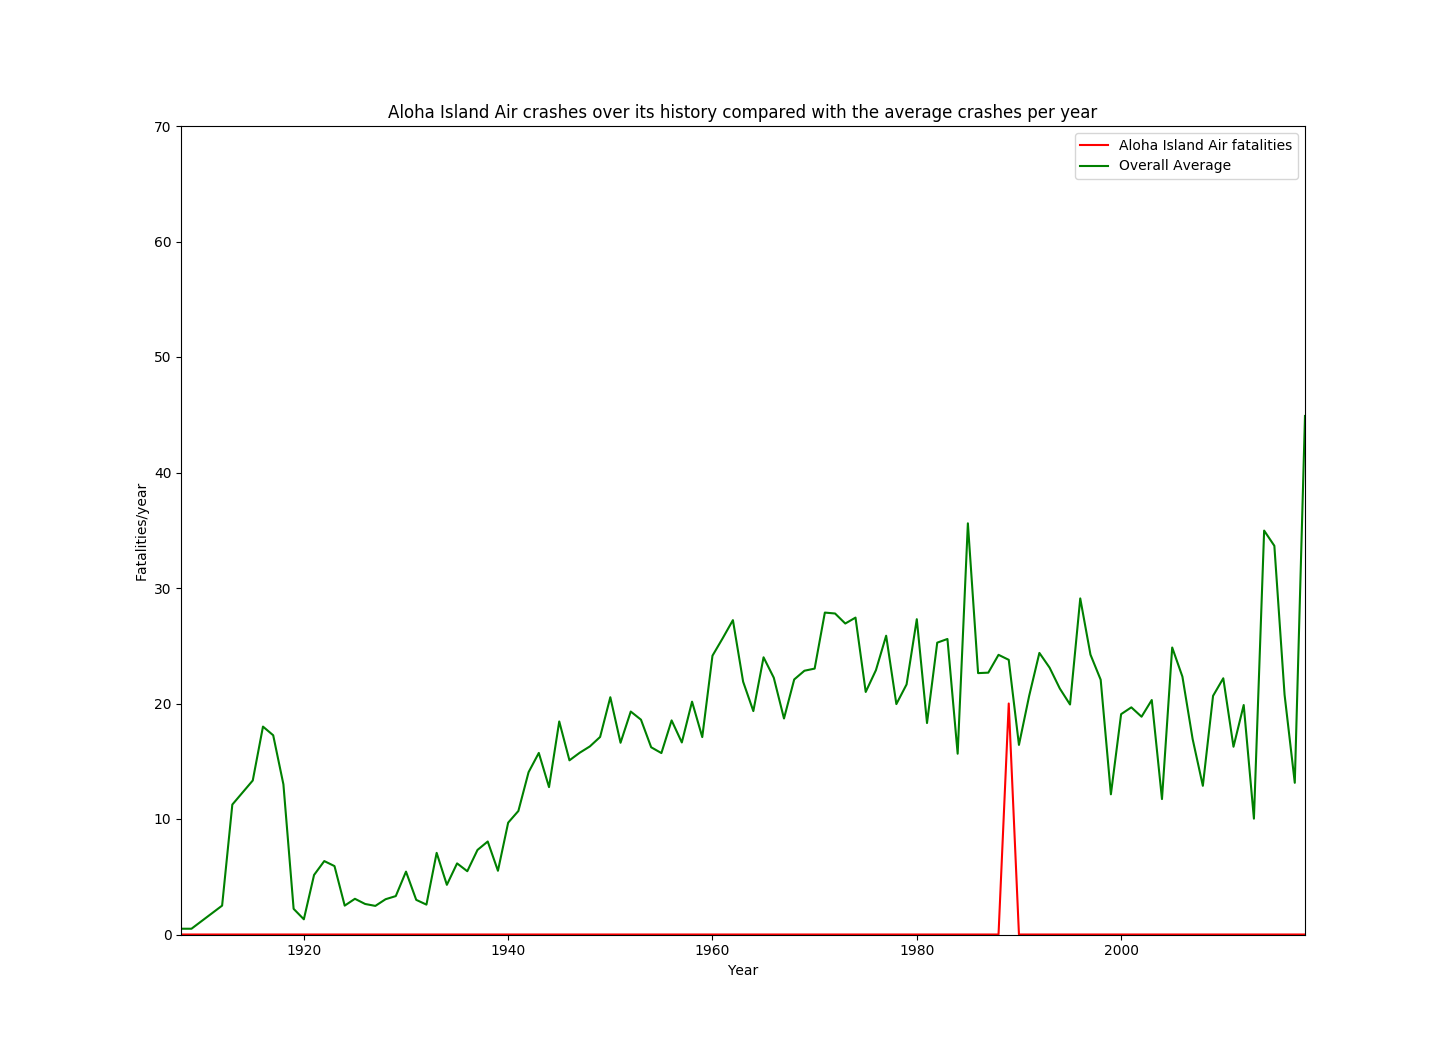 Aloha Island Air crashes over its history compared with the average crashes per year
Aloha Island Air fatalities
Overall Average
70
60
50
40
30
20
10
0
Fatalities/year
1920
1940
1960
1980
2000
Year